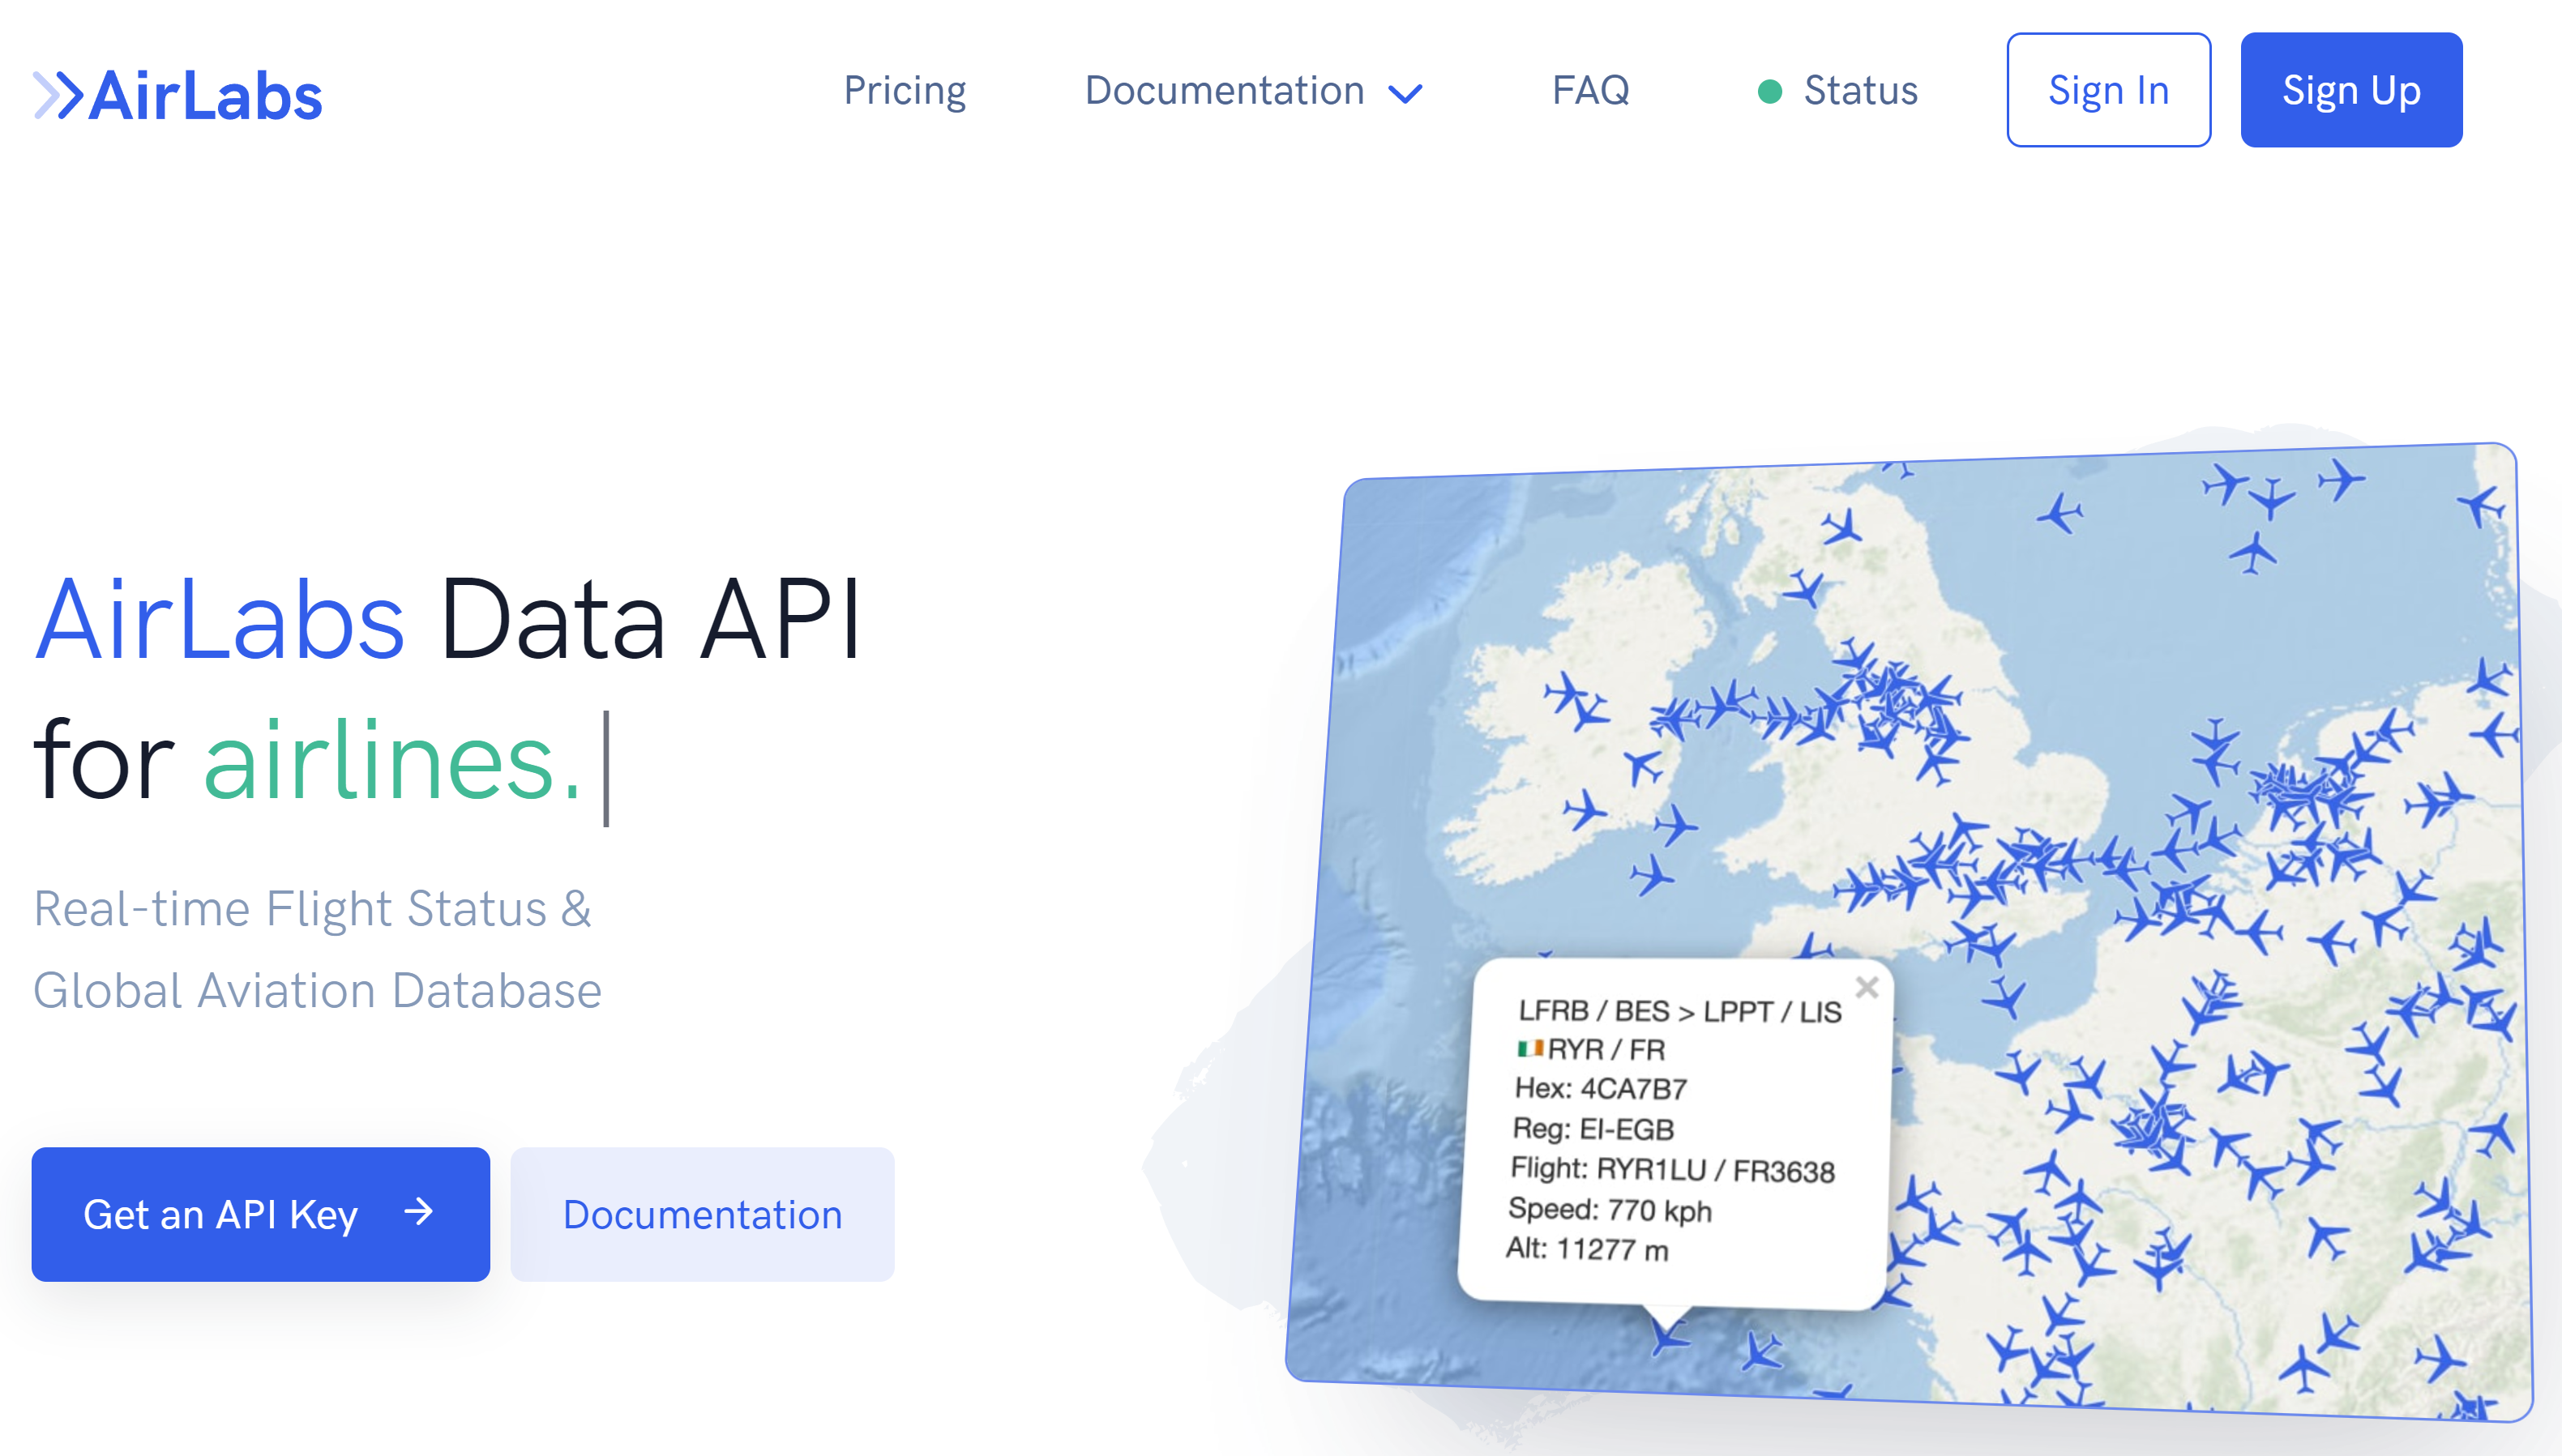 AirLabs
Pricing
Documentation
FAQ
Status
Sign In
Sign Up
AirLabs Data API
for airlines.
Real-time Flight Status &
Global Aviation Database
Get an API Key
Documentation
LFRB / BES > LPPT / LIS
RYR / FR
Hex: 4CA7B7
Reg: EI-EGB
Flight: RYR1LU / FR3638
Speed: 770 kph
Alt: 11277 m